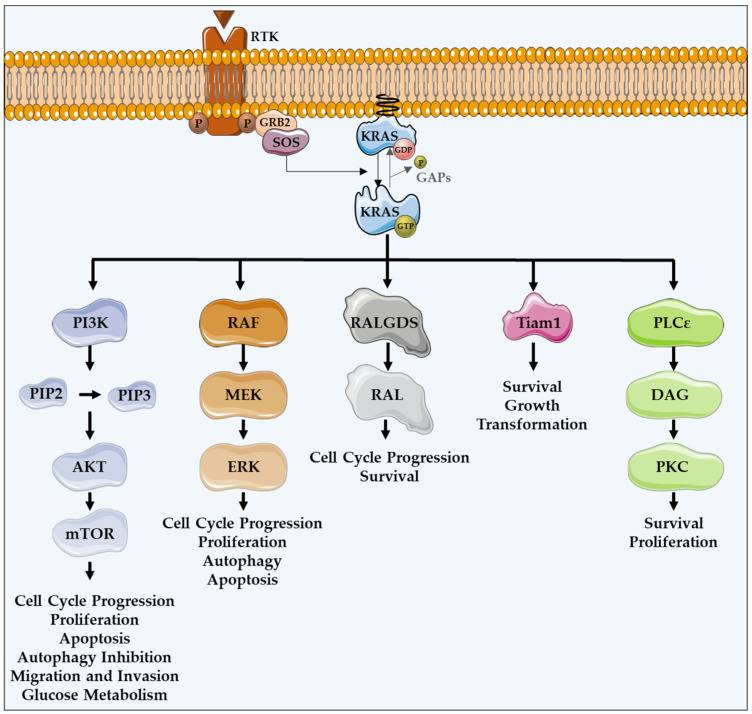 RTK
P
P
GRB2
SOS
KRAS
GDP
P
GAPs
KRAS
GTP
PI3K
RAF
RALGDS
Tiam1
PLCε
PIP2
PIP3
MEK
RAL
Survival
Growth
Transformation
DAG
AKT
ERK
Cell Cycle Progression
Survival
PKC
mTOR
Cell Cycle Progression
Proliferation
Autophagy
Apoptosis
Survival
Proliferation
Cell Cycle Progression
Proliferation
Apoptosis
Autophagy Inhibition
Migration and Invasion
Glucose Metabolism